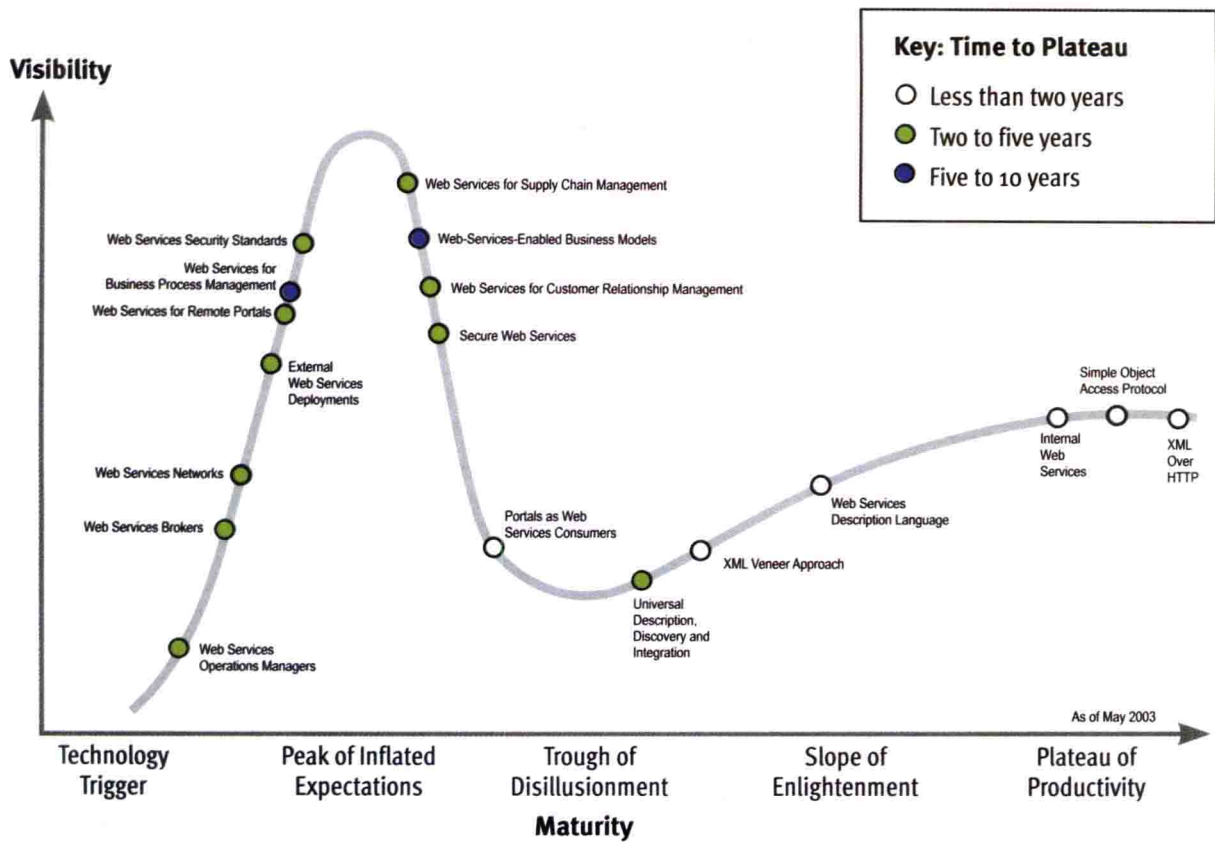 Key: Time to Plateau
Less than two years
Two to five years
Five to 10 years
Visibility
Web Services for Supply Chain Management
Web Services Security Standards
Web-Services-Enabled Business Models
Web Services for
Business Process Management
Web Services for Customer Relationship Management
Web Services for Remote Portals
Secure Web Services
External
Web Services
Deployments
Simple Object
Access Protocol
Internal
Web
Services
XML
Over
HTTP
Web Services Networks
Web Services Brokers
Web Services
Description Language
Portals as Web
Services Consumers
XML Veneer Approach
Universal
Description,
Discovery and
Integration
Web Services
Operations Managers
As of May 2003
Technology
Trigger
Peak of Inflated
Expectations
Trough of
Disillusionment
Slope of
Enlightenment
Plateau of
Productivity
Maturity